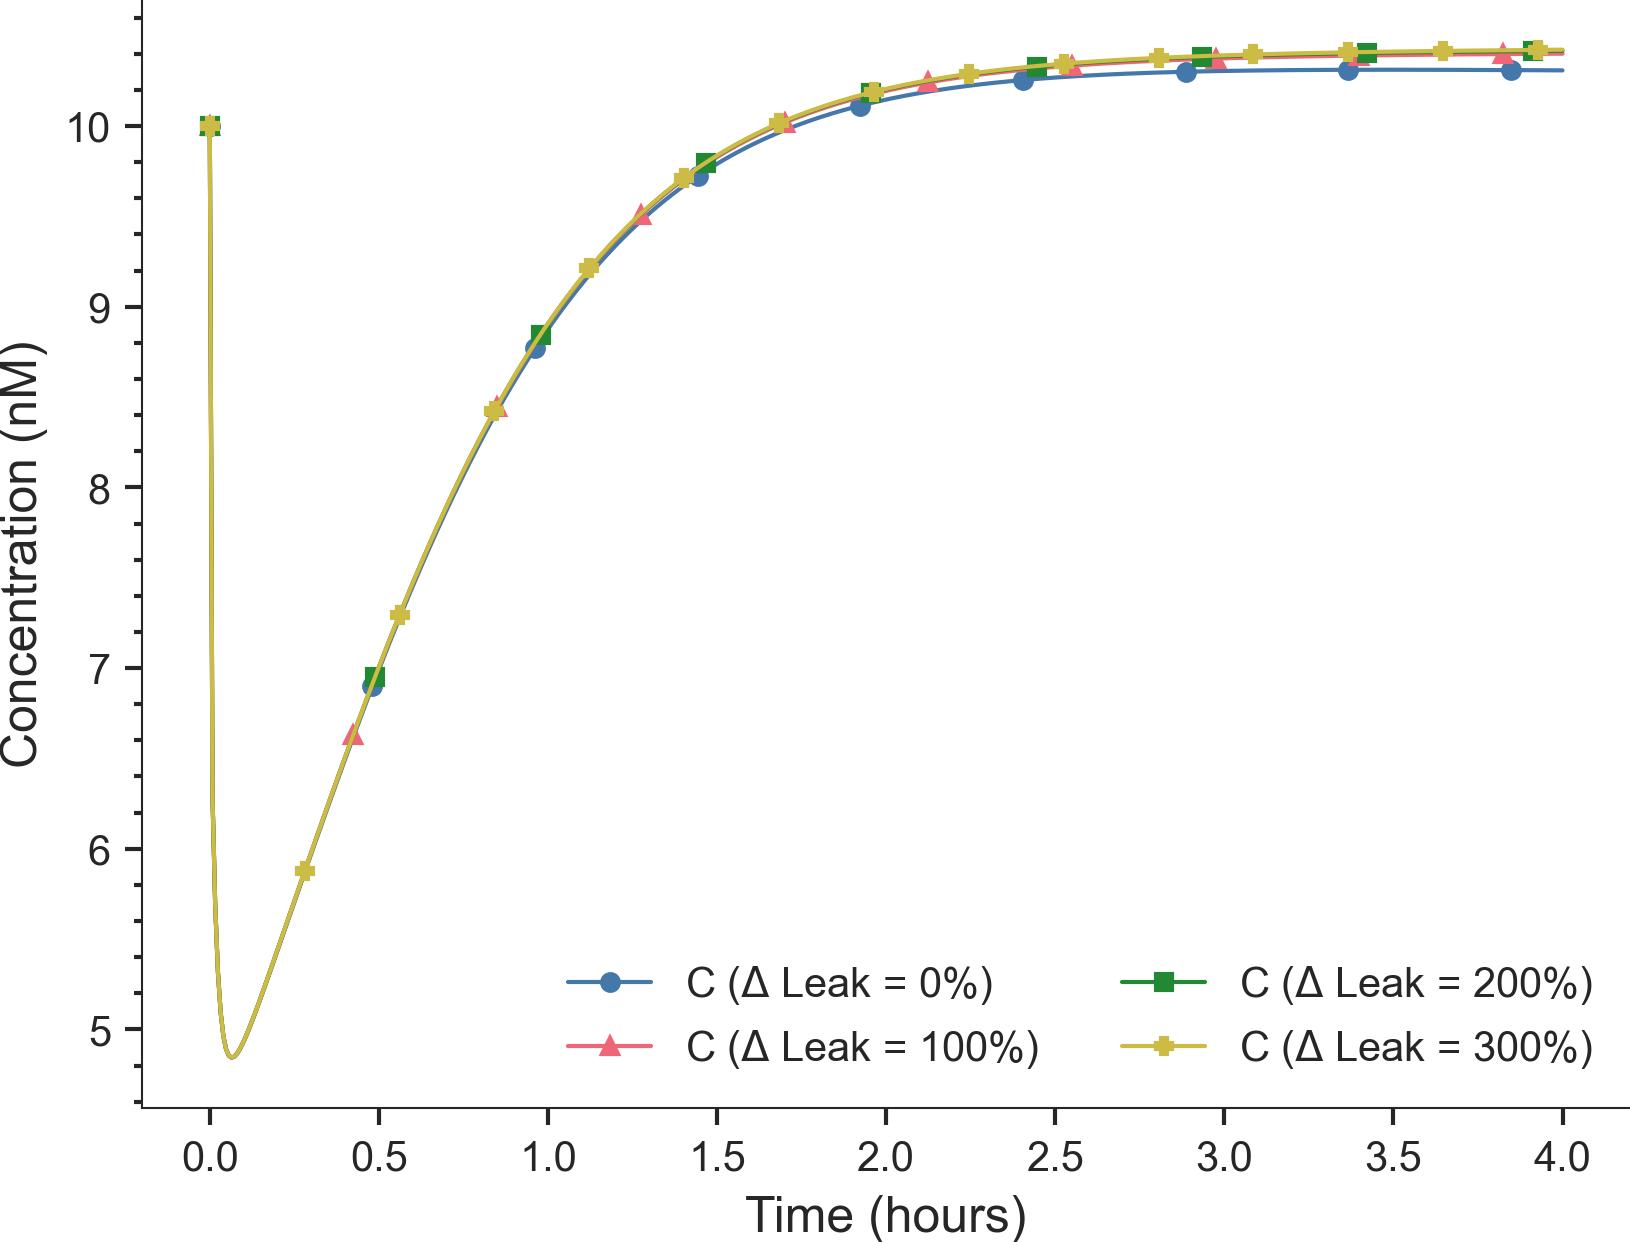 Concentration (nM)
10
9
8
7
6
5
C (Δ Leak = 0%)
C (Δ Leak = 100%)
C (Δ Leak = 200%)
C (Δ Leak = 300%)
0.0 0.5 1.0 1.5 2.0 2.5 3.0 3.5 4.0
Time (hours)